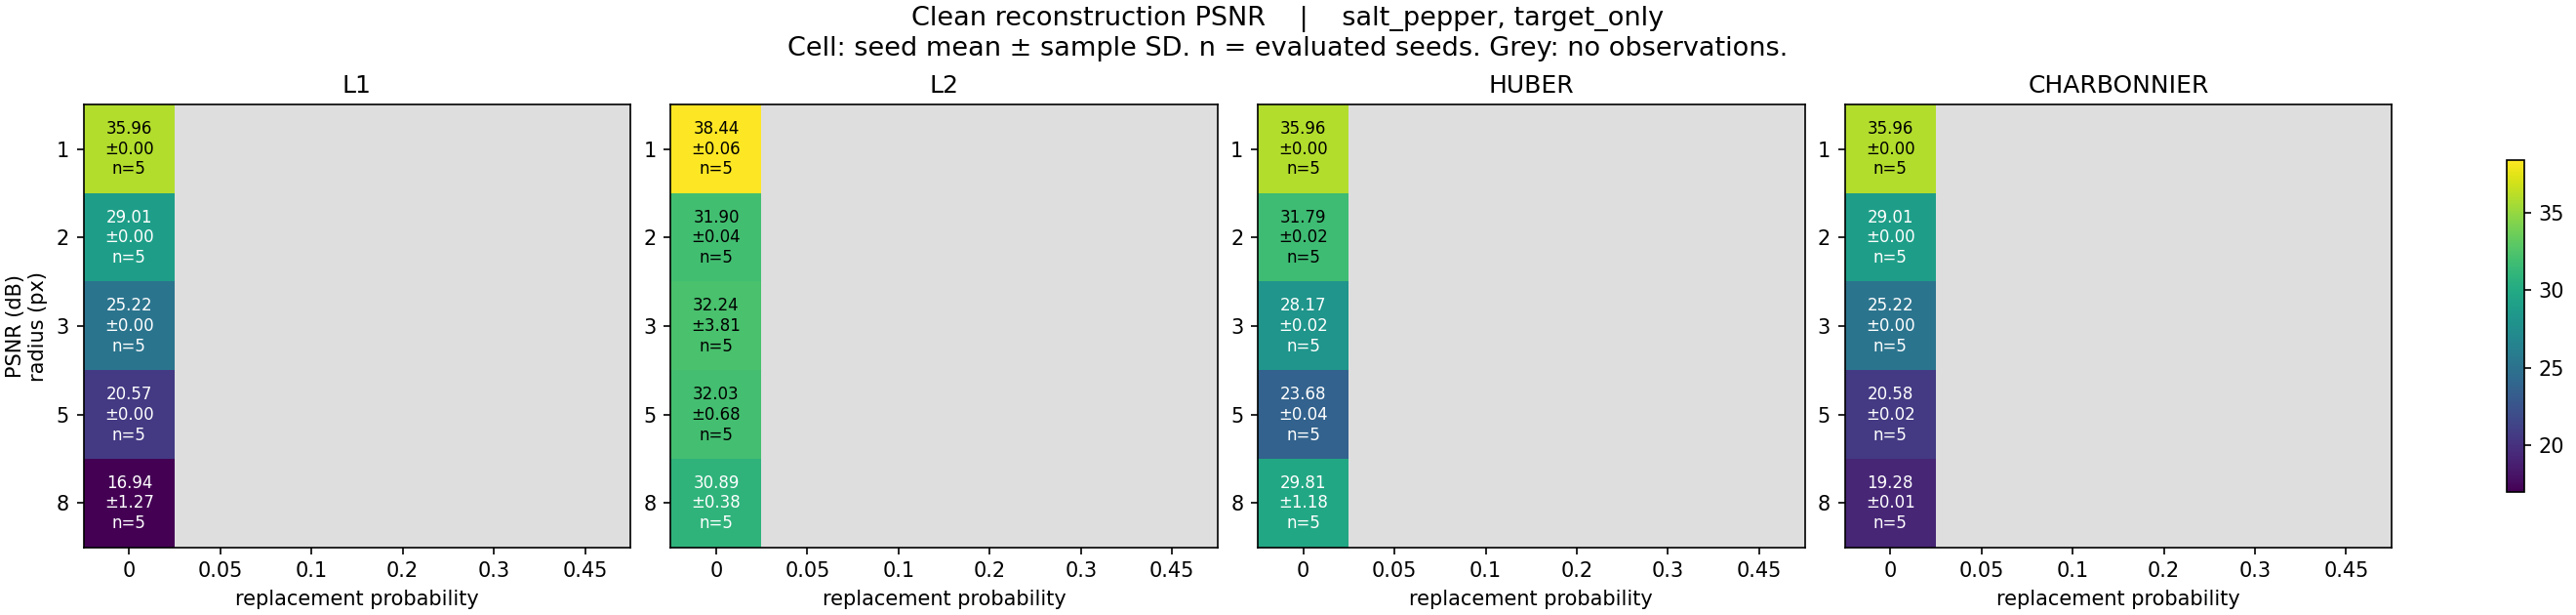 Clean reconstruction PSNR | salt_pepper, target_only
Cell: seed mean ± sample SD. n = evaluated seeds. Grey: no observations.
L1
PSNR (dB)
radius (px)
1
2
3
5
8
35.96
±0.00
n=5
29.01
±0.00
n=5
25.22
±0.00
n=5
20.57
±0.00
n=5
16.94
±1.27
n=5
0 0.05 0.1 0.2 0.3 0.45
replacement probability
L2
1
2
3
5
8
38.44
±0.06
n=5
31.90
±0.04
n=5
32.24
±3.81
n=5
32.03
±0.68
n=5
30.89
±0.38
n=5
0 0.05 0.1 0.2 0.3 0.45
replacement probability
HUBER
1
2
3
5
8
35.96
±0.00
n=5
31.79
±0.02
n=5
28.17
±0.02
n=5
23.68
±0.04
n=5
29.81
±1.18
n=5
0 0.05 0.1 0.2 0.3 0.45
replacement probability
CHARBONNIER
1
2
3
5
8
35.96
±0.00
n=5
29.01
±0.00
n=5
25.22
±0.00
n=5
20.58
±0.02
n=5
19.28
±0.01
n=5
0 0.05 0.1 0.2 0.3 0.45
replacement probability
35
30
25
20